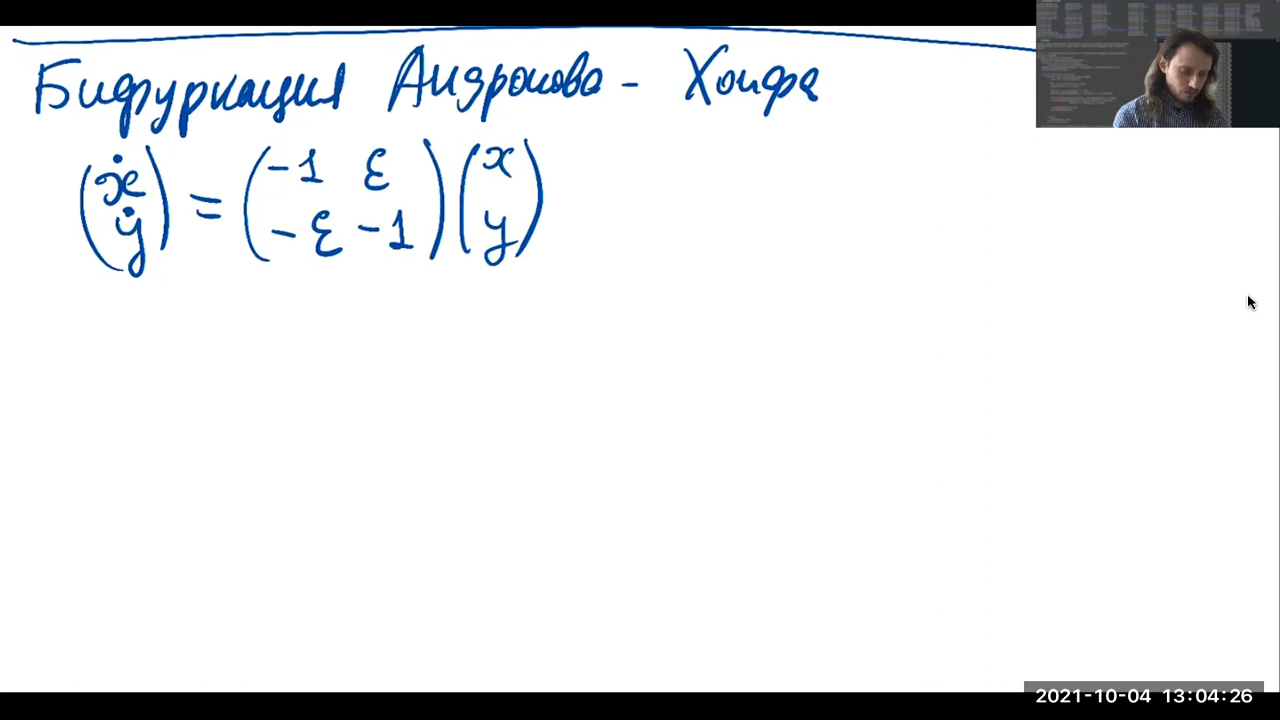 Бифуркация Андронова - Хопфа
(ẋ ẏ) = (-1 ε -ε -1)(x y)
2021-10-04 13:04:26